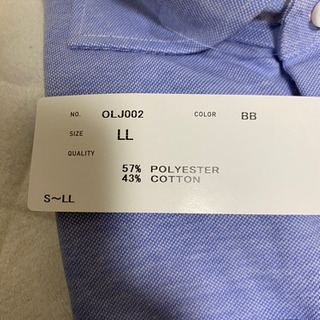 NO. OLJ002 COLOR BB
SIZE LL
QUALITY
57% POLYESTER
43% COTTON
S~LL